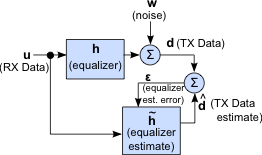 w
(noise)
u
(RX Data)
h
(equalizer)
Σ
d (TX Data)
ε
(equalizer
est. error)
Σ
d̂ (TX Data
estimate)
h̃
(equalizer
estimate)